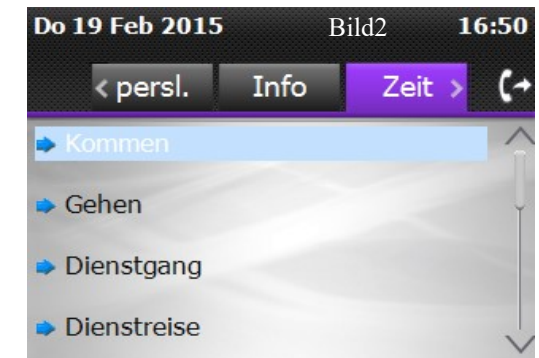 Do 19 Feb 2015 Bild2 16:50
< persl. Info Zeit >
Kommen
Gehen
Dienstgang
Dienstreise